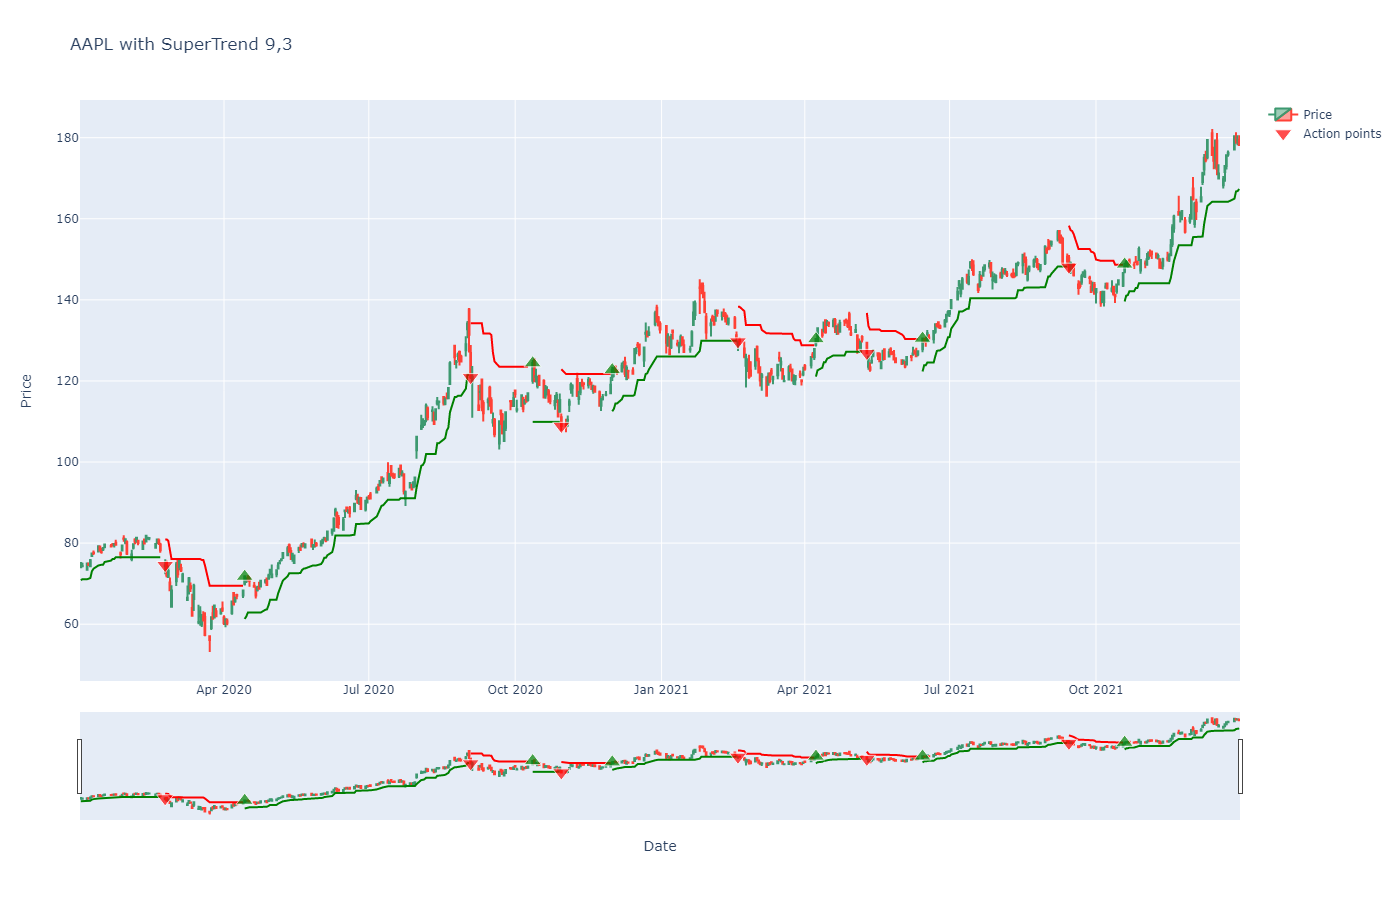 AAPL with SuperTrend 9,3
Price
Action points
180
160
140
120
100
80
60
Price
Apr 2020
Jul 2020
Oct 2020
Jan 2021
Apr 2021
Jul 2021
Oct 2021
Date